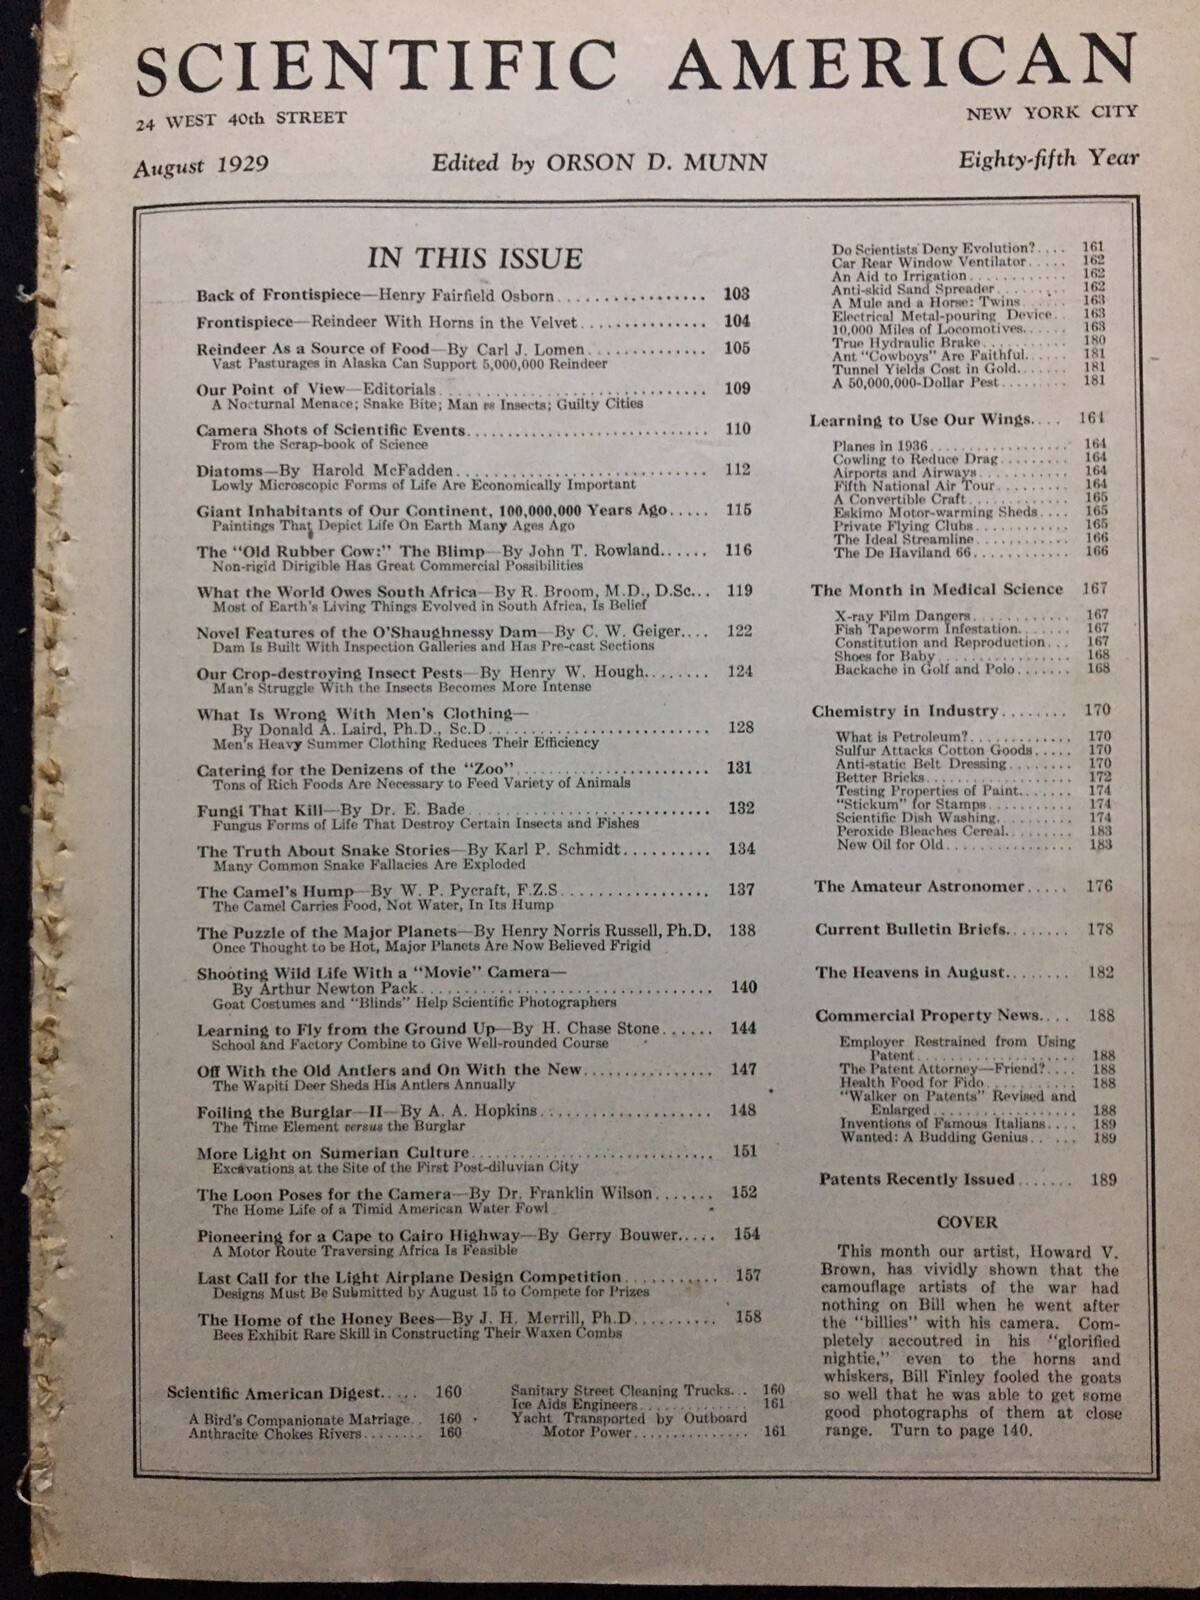 SCIENTIFIC AMERICAN
24 WEST 40th STREET
NEW YORK CITY
August 1929
Edited by ORSON D. MUNN
Eighty-fifth Year
IN THIS ISSUE
Back of Frontispiece—Henry Fairfield Osborn................. 103
Frontispiece—Reindeer With Horns in the Velvet.............. 104
Reindeer As a Source of Food—By Carl J. Lomen............. 105
Vast Pasturages in Alaska Can Support 5,000,000 Reindeer
Our Point of View—Editorials................................ 109
A Nocturnal Menace; Snake Bite; Man vs Insects; Guilty Cities
Camera Shots of Scientific Events............................ 110
From the Scrap-book of Science
Diatoms—By Harold McFadden............................. 112
Lowly Microscopic Forms of Life Are Economically Important
Giant Inhabitants of Our Continent, 100,000,000 Years Ago..... 115
Paintings That Depict Life On Earth Many Ages Ago
The "Old Rubber Cow:" The Blimp—By John T. Rowland...... 116
Non-rigid Dirigible Has Great Commercial Possibilities
What the World Owes South Africa—By R. Broom, M.D., D.Sc... 119
Most of Earth's Living Things Evolved in South Africa, Is Belief
Novel Features of the O'Shaughnessy Dam—By C. W. Geiger.... 122
Dam Is Built With Inspection Galleries and Has Pre-cast Sections
Our Crop-destroying Insect Pests—By Henry W. Hough........ 124
Man's Struggle With the Insects Becomes More Intense
What Is Wrong With Men's Clothing—
By Donald A. Laird, Ph.D., Sc.D.......................... 128
Men's Heavy Summer Clothing Reduces Their Efficiency
Catering for the Denizens of the "Zoo"........................ 131
Tons of Rich Foods Are Necessary to Feed Variety of Animals
Fungi That Kill—By Dr. E. Bade............................ 132
Fungus Forms of Life That Destroy Certain Insects and Fishes
The Truth About Snake Stories—By Karl P. Schmidt.......... 134
Many Common Snake Fallacies Are Exploded
The Camel's Hump—By W. P. Pycraft, F.Z.S................. 137
The Camel Carries Food, Not Water, In Its Hump
The Puzzle of the Major Planets—By Henry Norris Russell, Ph.D. 138
Once Thought to be Hot, Major Planets Are Now Believed Frigid
Shooting Wild Life With a "Movie" Camera—
By Arthur Newton Pack.................................. 140
Goat Costumes and "Blinds" Help Scientific Photographers
Learning to Fly from the Ground Up—By H. Chase Stone...... 144
School and Factory Combine to Give Well-rounded Course
Off With the Old Antlers and On With the New............... 147
The Wapiti Deer Sheds His Antlers Annually
Foiling the Burglar—II—By A. A. Hopkins.................... 148
The Time Element versus the Burglar
More Light on Sumerian Culture............................. 151
Excavations at the Site of the First Post-diluvian City
The Loon Poses for the Camera—By Dr. Franklin Wilson....... 152
The Home Life of a Timid American Water Fowl
Pioneering for a Cape to Cairo Highway—By Gerry Bouwer..... 154
A Motor Route Traversing Africa Is Feasible
Last Call for the Light Airplane Design Competition........... 157
Designs Must Be Submitted by August 15 to Compete for Prizes
The Home of the Honey Bees—By J. H. Merrill, Ph.D.......... 158
Bees Exhibit Rare Skill in Constructing Their Waxen Combs
Scientific American Digest..... 160
A Bird's Companionate Marriage.. 160
Anthracite Chokes Rivers........ 160
Sanitary Street Cleaning Trucks... 160
Ice Aids Engineers............. 161
Yacht Transported by Outboard
Motor Power............... 161
Do Scientists Deny Evolution?.... 161
Car Rear Window Ventilator..... 162
An Aid to Irrigation............ 162
Anti-skid Sand Spreader........ 162
A Mule and a Horse: Twins..... 163
Electrical Metal-pouring Device.. 163
10,000 Miles of Locomotives...... 163
True Hydraulic Brake.......... 180
Ant "Cowboys" Are Faithful..... 181
Tunnel Yields Cost in Gold...... 181
A 50,000,000-Dollar Pest......... 181
Learning to Use Our Wings.... 164
Planes in 1936................. 164
Cowling to Reduce Drag......... 164
Airports and Airways........... 164
Fifth National Air Tour......... 164
A Convertible Craft............ 165
Eskimo Motor-warming Sheds.... 165
Private Flying Clubs............ 165
The Ideal Streamline............ 166
The De Haviland 66............ 166
The Month in Medical Science 167
X-ray Film Dangers............ 167
Fish Tapeworm Infestation....... 167
Constitution and Reproduction... 167
Shoes for Baby................ 168
Backache in Golf and Polo....... 168
Chemistry in Industry........ 170
What is Petroleum?............ 170
Sulfur Attacks Cotton Goods..... 170
Anti-static Belt Dressing........ 170
Better Bricks.................. 172
Testing Properties of Paint....... 174
"Stickum" for Stamps........... 174
Scientific Dish Washing......... 174
Peroxide Bleaches Cereal........ 183
New Oil for Old............... 183
The Amateur Astronomer..... 176
Current Bulletin Briefs........ 178
The Heavens in August........ 182
Commercial Property News.... 188
Employer Restrained from Using
Patent.................... 188
The Patent Attorney—Friend?.... 188
Health Food for Fido........... 188
"Walker on Patents" Revised and
Enlarged.................. 188
Inventions of Famous Italians.... 189
Wanted: A Budding Genius...... 189
Patents Recently Issued....... 189
COVER
This month our artist, Howard V.
Brown, has vividly shown that the
camouflage artists of the war had
nothing on Bill when he went after
the "billies" with his camera. Com-
pletely accoutred in his "glorified
nightie," even to the horns and
whiskers, Bill Finley fooled the goats
so well that he was able to get some
good photographs of them at close
range. Turn to page 140.